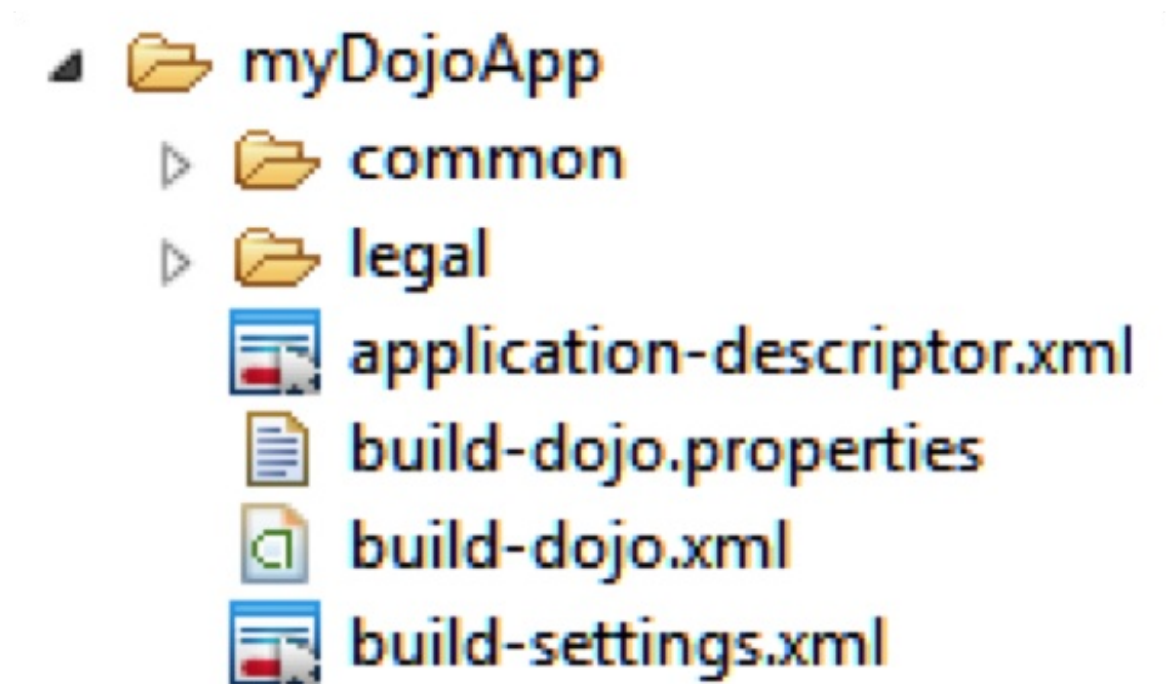 myDojoApp
common
legal
application-descriptor.xml
build-dojo.properties
build-dojo.xml
build-settings.xml